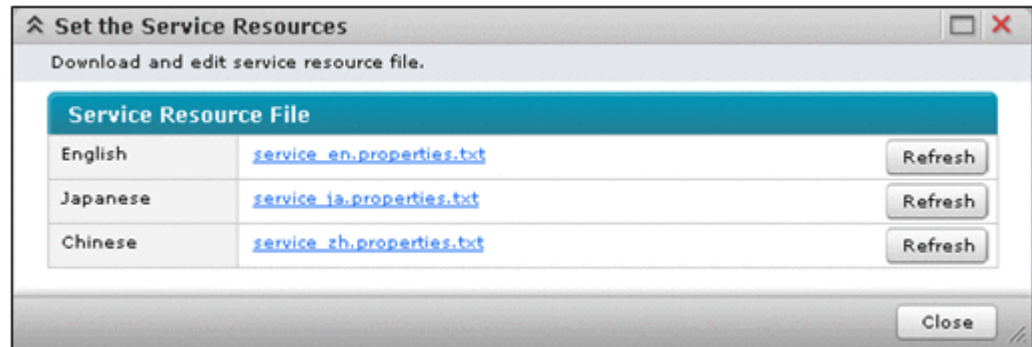 Set the Service Resources
Download and edit service resource file.
Service Resource File
English service_en.properties.txt Refresh
Japanese service_ja.properties.txt Refresh
Chinese service_zh.properties.txt Refresh
Close